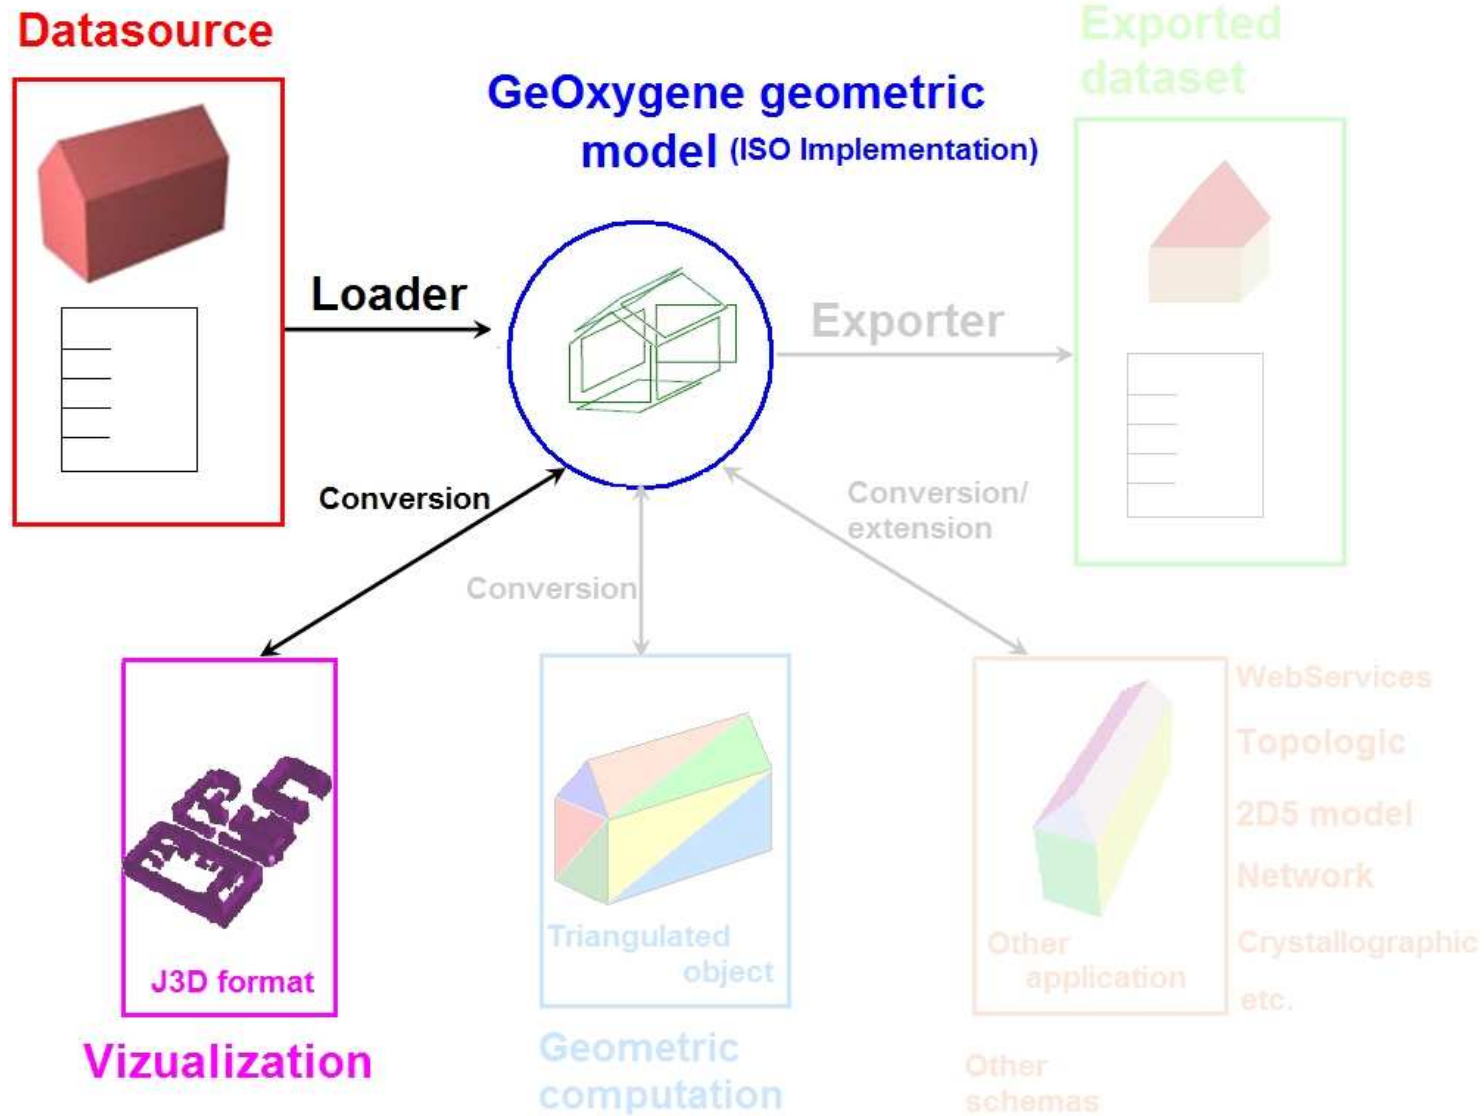 Datasource
GeOxygene geometric
model (ISO Implementation)
Exported
dataset
Loader
Exporter
Conversion
Conversion
Conversion/
extension
J3D format
Vizualization
Triangulated
object
Geometric
computation
Other
application
WebServices
Topologic
2D5 model
Network
Crystallographic
etc.
Other
schemas